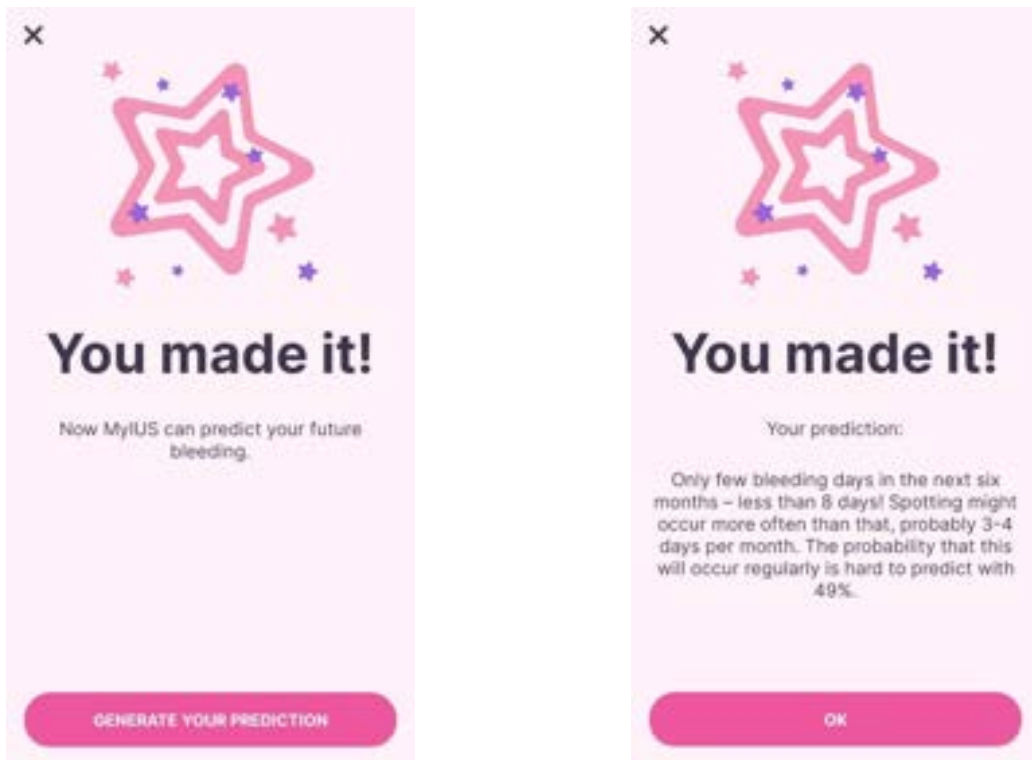 You made it!
Now MyIUS can predict your future
bleeding.
GENERATE YOUR PREDICTION
You made it!
Your prediction:
Only few bleeding days in the next six
months – less than 8 days! Spotting might
occur more often than that, probably 3-4
days per month. The probability that this
will occur regularly is hard to predict with
49%.
OK